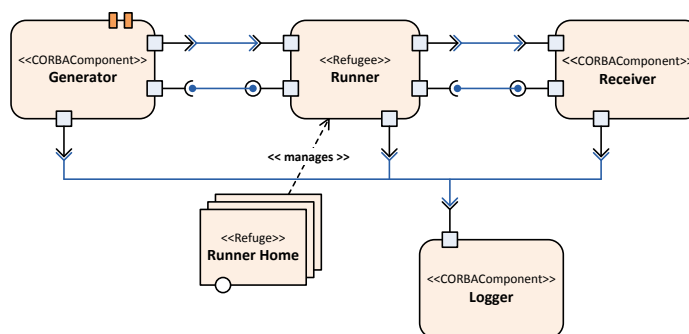 <<CORBAComponent>>
Generator
<<Refugee>>
Runner
<<CORBAComponent>>
Receiver
<< manages >>
<<Refuge>>
Runner Home
<<CORBAComponent>>
Logger